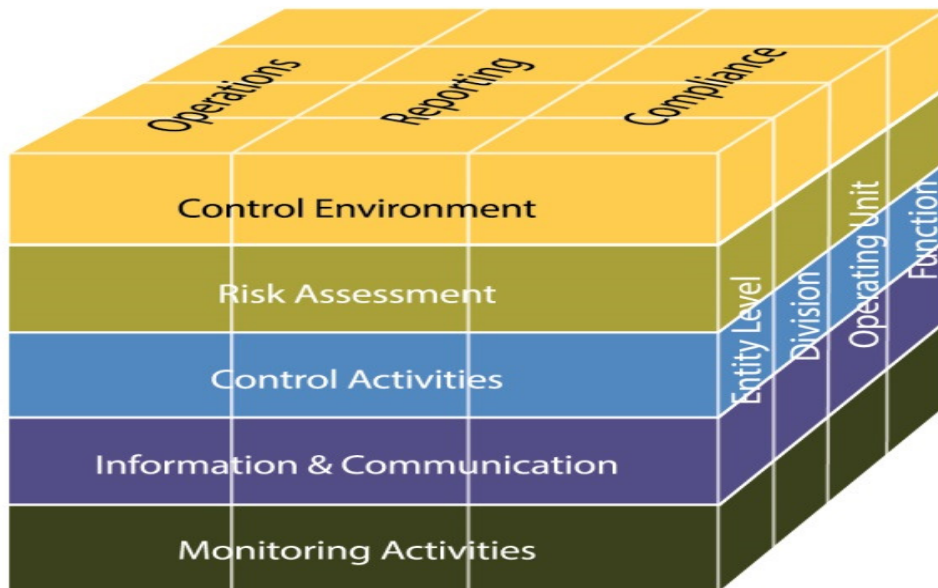 Operations
Reporting
Compliance
Control Environment
Risk Assessment
Control Activities
Information & Communication
Monitoring Activities
Entity Level
Division
Operating Unit
Function